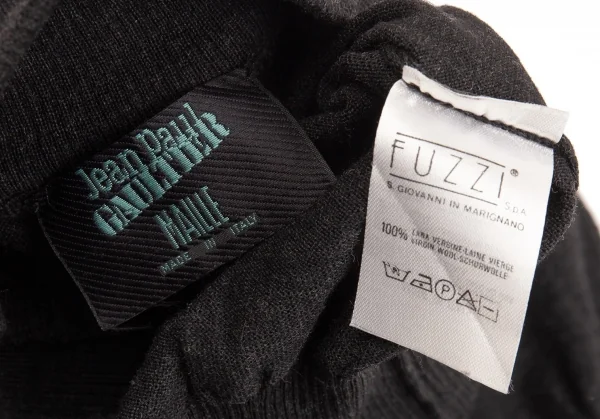 Jean Paul
GAULTIER
MAILLE
MADE IN ITALY
FUZZI® S.p.A.
S. GIOVANNI IN MARIGNANO
100% LANA VERGINE-LAINE VIERGE
VIRGIN WOOL-SCHURWOLLE
P A